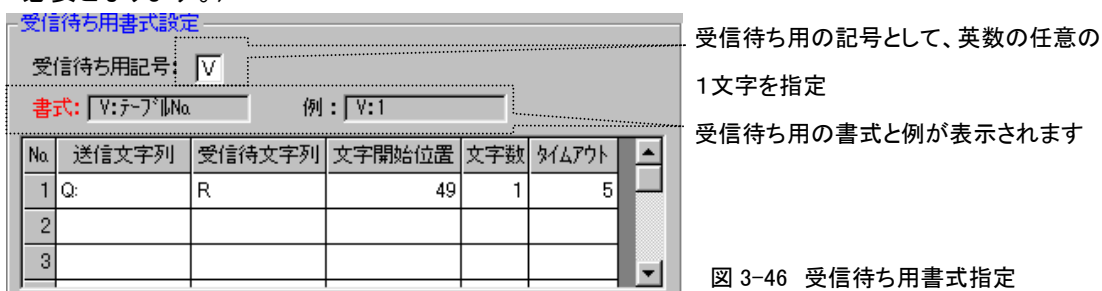 受信待ち用書式設定
受信待ち用記号: V
受信待ち用の記号として、英数の任意の
1文字を指定
書式: V:ﾃｰﾌﾞﾙNo. 例: V:1
受信待ち用の書式と例が表示されます
No. 送信文字列 受信待文字列 文字開始位置 文字数 ﾀｲﾑｱｳﾄ
1 Q: R 49 1 5
2
3
図 3-46 受信待ち用書式指定